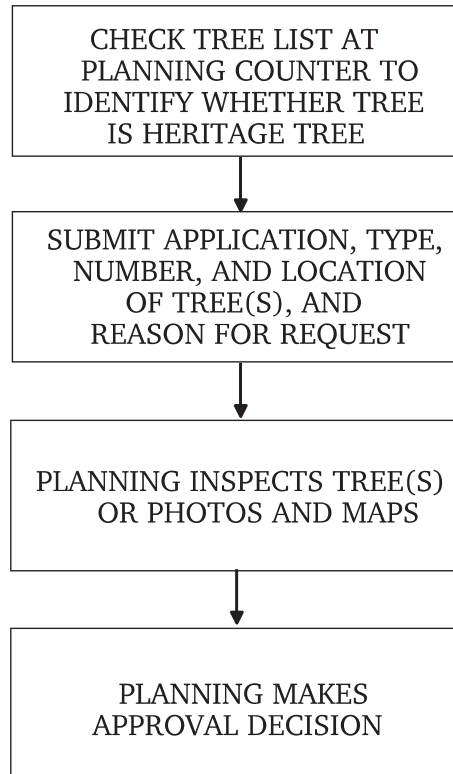 CHECK TREE LIST AT
PLANNING COUNTER TO
IDENTIFY WHETHER TREE
IS HERITAGE TREE
SUBMIT APPLICATION, TYPE,
NUMBER, AND LOCATION
OF TREE(S), AND
REASON FOR REQUEST
PLANNING INSPECTS TREE(S)
OR PHOTOS AND MAPS
PLANNING MAKES
APPROVAL DECISION